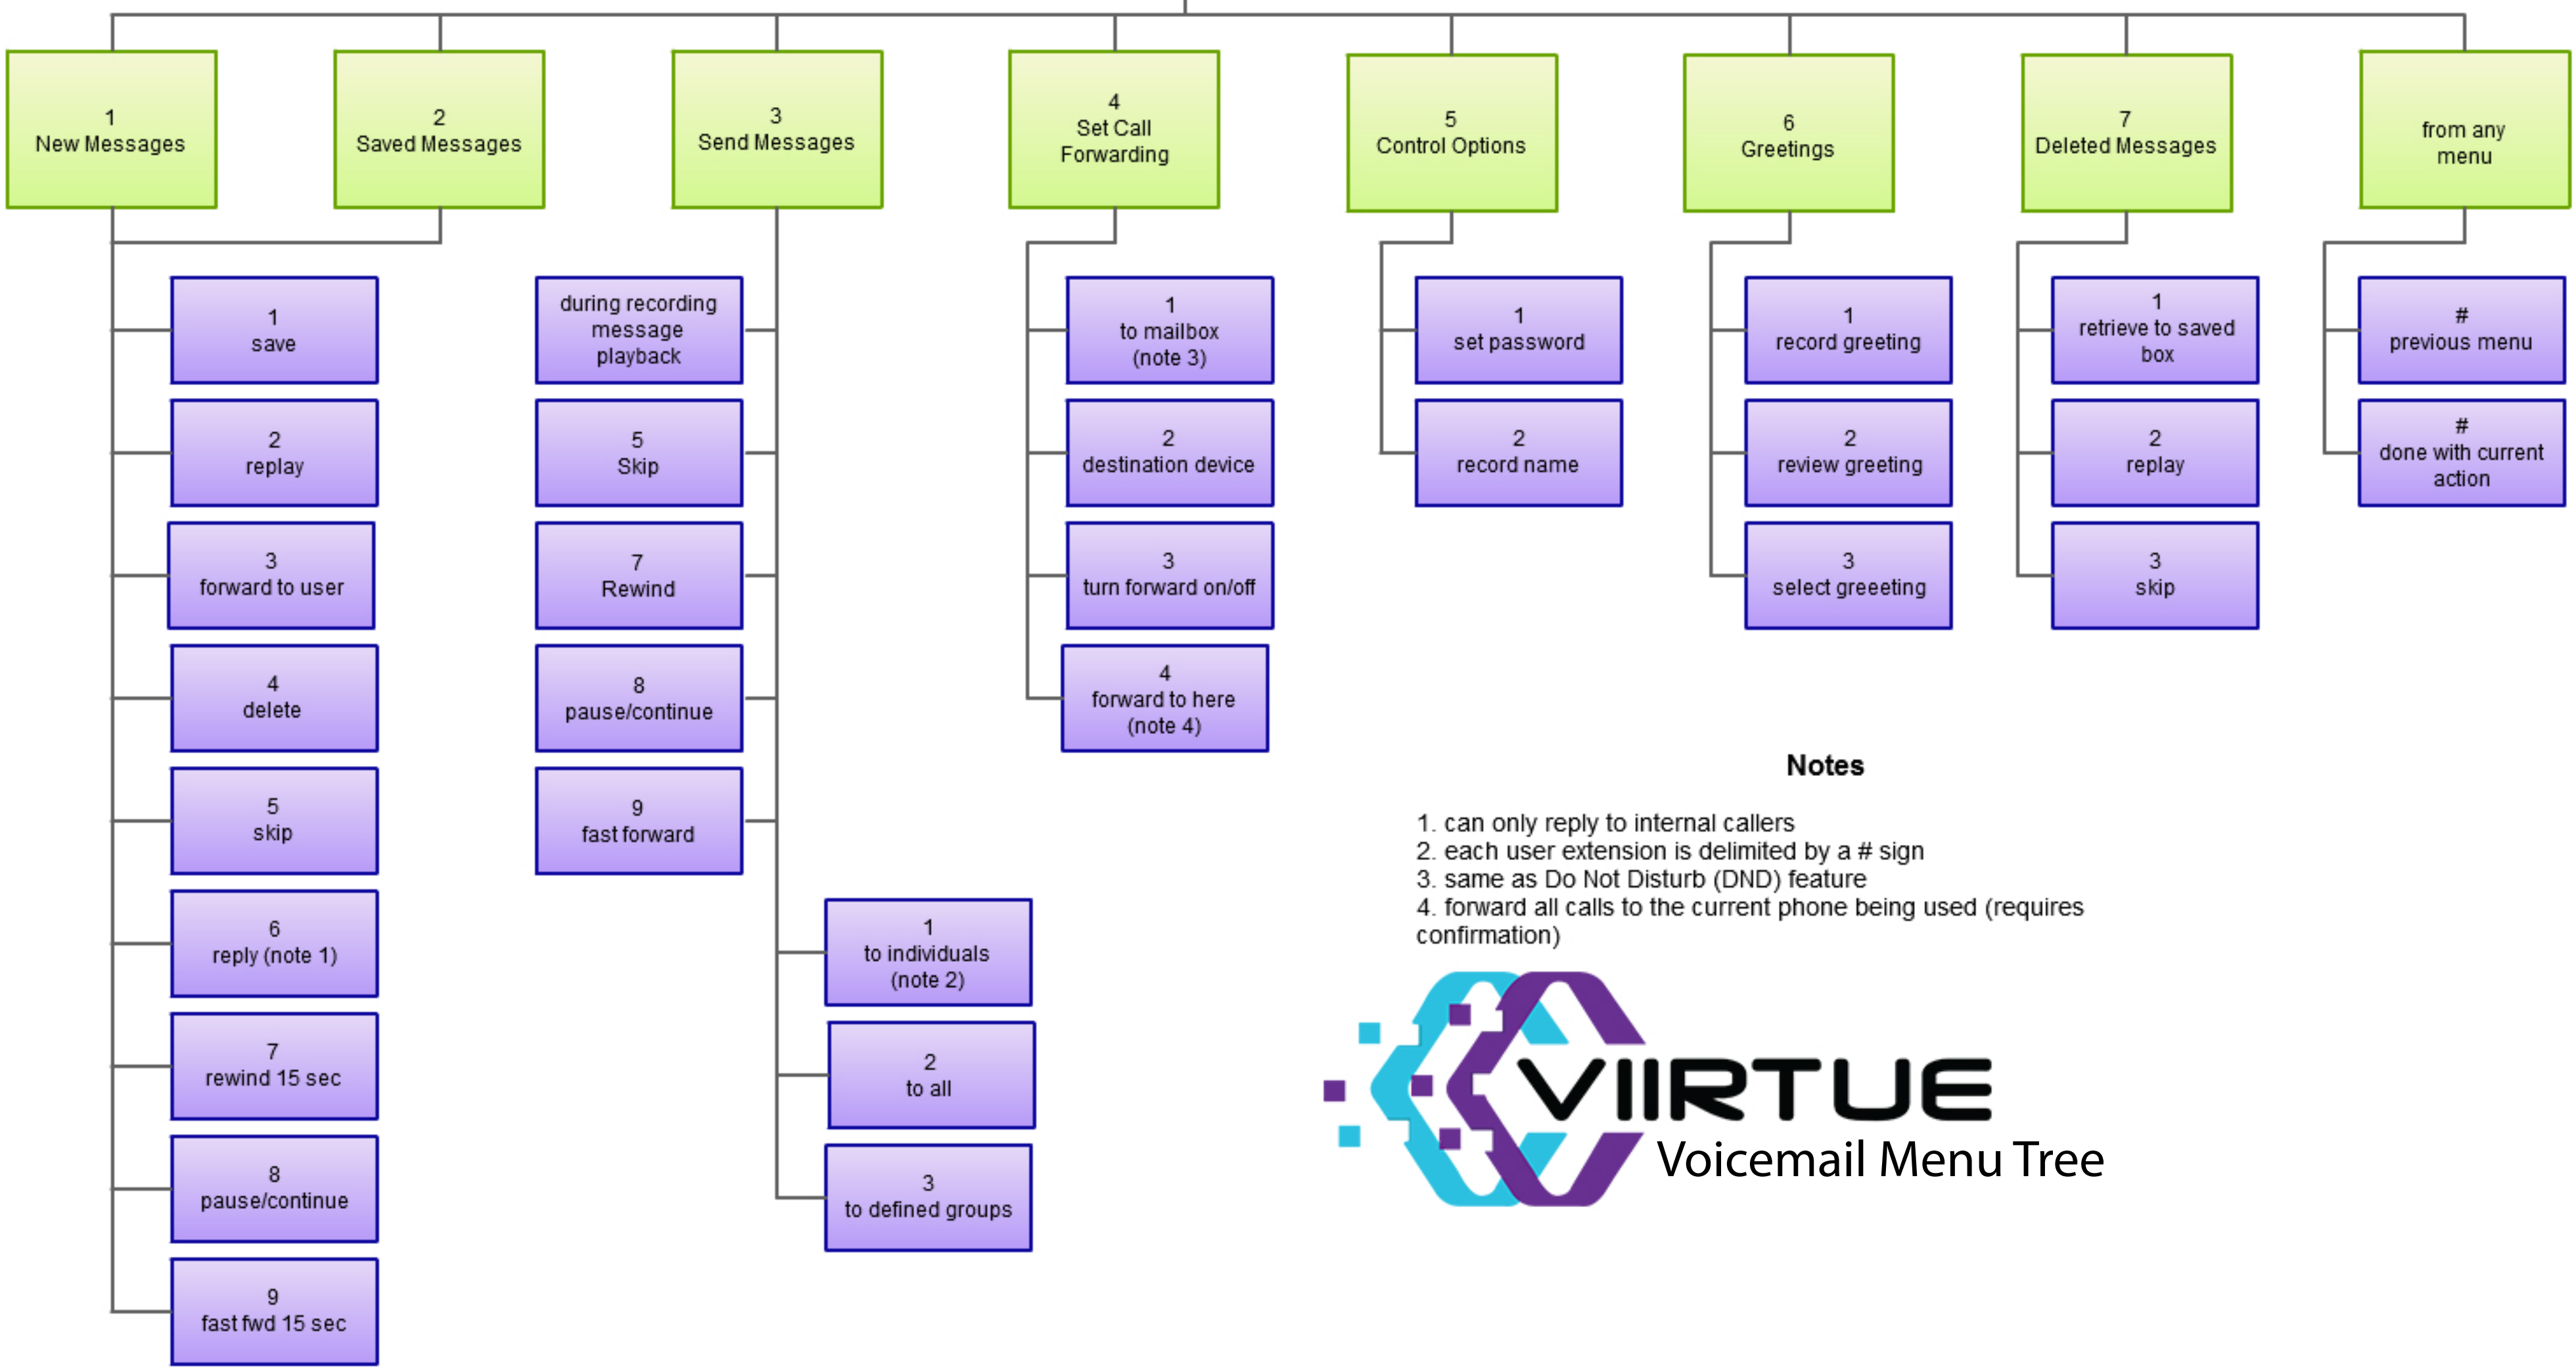 1
New Messages
2
Saved Messages
3
Send Messages
4
Set Call
Forwarding
5
Control Options
6
Greetings
7
Deleted Messages
from any
menu
1
save
2
replay
3
forward to user
4
delete
5
skip
6
reply (note 1)
7
rewind 15 sec
8
pause/continue
9
fast fwd 15 sec
during recording
message
playback
5
Skip
7
Rewind
8
pause/continue
9
fast forward
1
to individuals
(note 2)
2
to all
3
to defined groups
1
to mailbox
(note 3)
2
destination device
3
turn forward on/off
4
forward to here
(note 4)
1
set password
2
record name
1
record greeting
2
review greeting
3
select greeeting
1
retrieve to saved
box
2
replay
3
skip
#
previous menu
#
done with current
action
Notes
1. can only reply to internal callers
2. each user extension is delimited by a # sign
3. same as Do Not Disturb (DND) feature
4. forward all calls to the current phone being used (requires
confirmation)
VIIRTUE
Voicemail Menu Tree